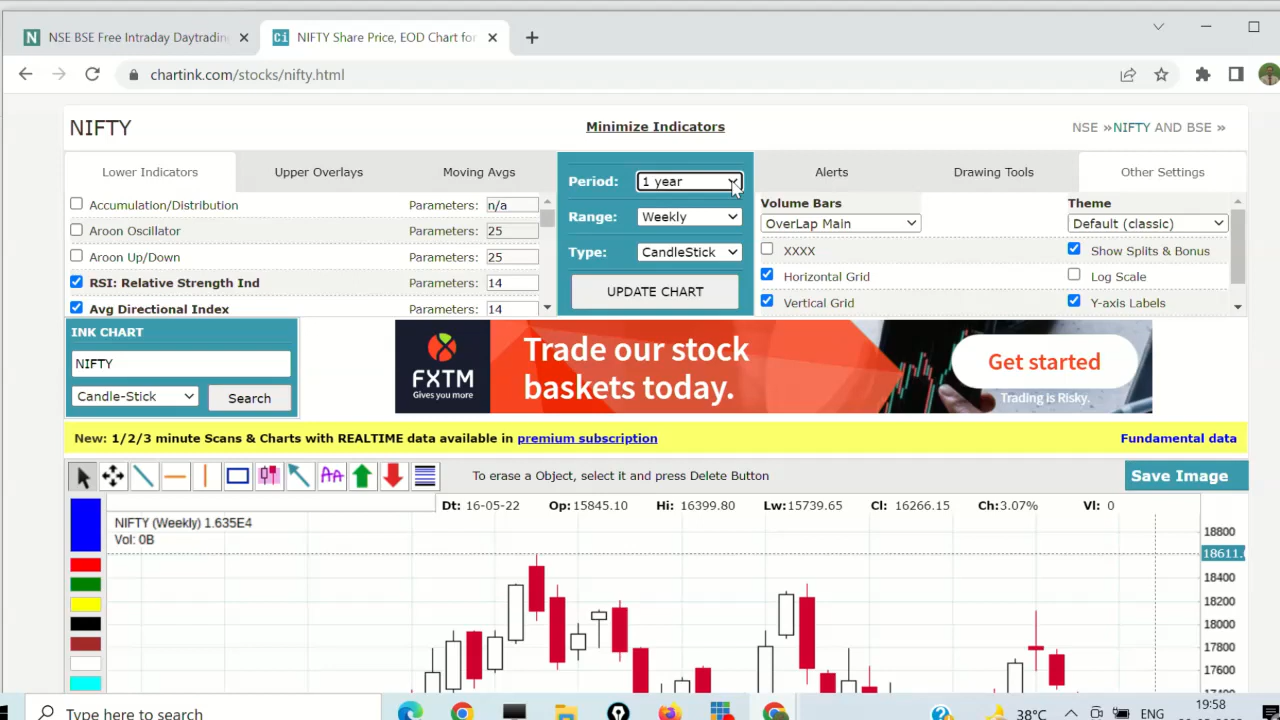 NSE BSE Free Intraday Daytrading
NIFTY Share Price, EOD Chart for
chartink.com/stocks/nifty.html
NIFTY
Minimize Indicators
NSE »NIFTY AND BSE »
Lower Indicators
Upper Overlays
Moving Avgs
Period: 1 year
Alerts
Drawing Tools
Other Settings
Accumulation/Distribution Parameters: n/a
Aroon Oscillator Parameters: 25
Aroon Up/Down Parameters: 25
RSI: Relative Strength Ind Parameters: 14
Avg Directional Index Parameters: 14
Range: Weekly
Type: CandleStick
UPDATE CHART
Volume Bars
OverLap Main
XXXX
Horizontal Grid
Vertical Grid
Theme
Default (classic)
Show Splits & Bonus
Log Scale
Y-axis Labels
INK CHART
NIFTY
Candle-Stick
Search
FXTM
Gives you more
Trade our stock
baskets today.
Get started
Trading is Risky.
New: 1/2/3 minute Scans & Charts with REALTIME data available in premium subscription
Fundamental data
To erase a Object, select it and press Delete Button
Save Image
Dt: 16-05-22 Op:15845.10 Hi: 16399.80 Lw:15739.65 Cl: 16266.15 Ch:3.07% Vl: 0
NIFTY (Weekly) 1.635E4
Vol: 0B
18800
18611.
18400
18200
18000
17800
17600
Type here to search
38°C
ENG
19:58